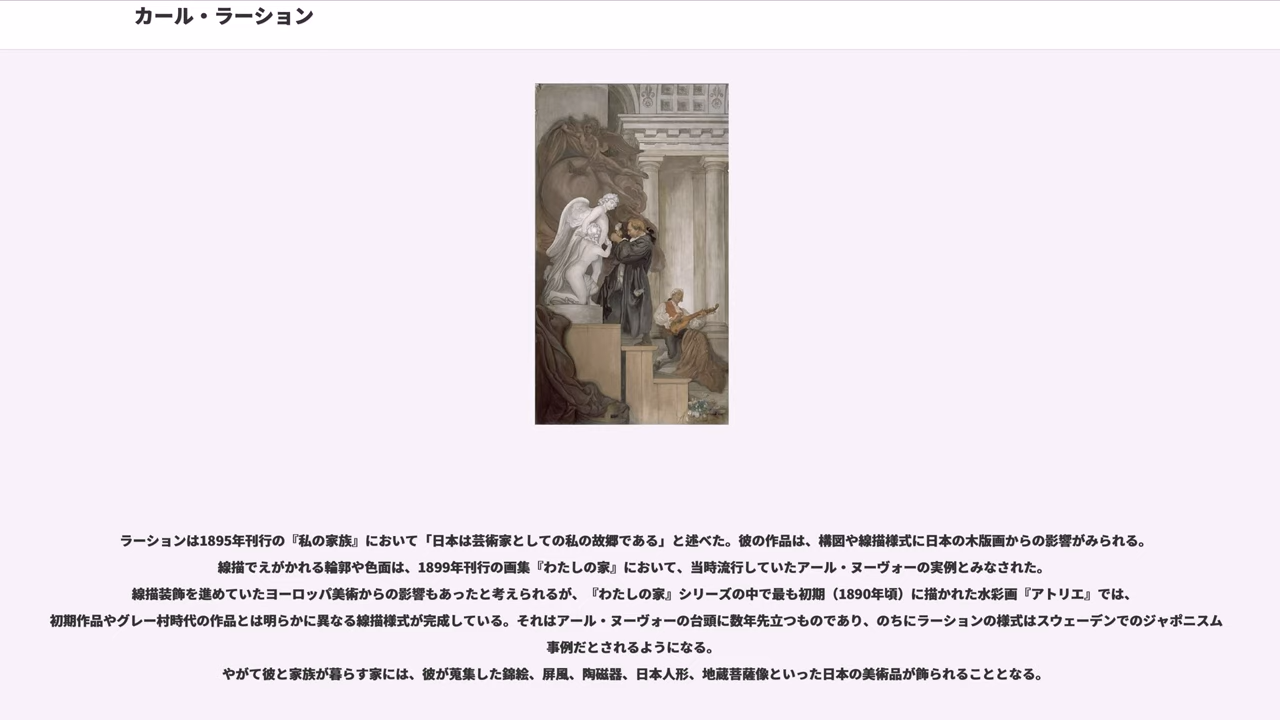 カール・ラーション
ラーションは1895年刊行の『私の家族』において「日本は芸術家としての私の故郷である」と述べた。彼の作品は、構図や線描様式に日本の木版画からの影響がみられる。
線描でえがかれる輪郭や色面は、1899年刊行の画集『わたしの家』において、当時流行していたアール・ヌーヴォーの実例とみなされた。
線描装飾を進めていたヨーロッパ美術からの影響もあったと考えられるが、『わたしの家』シリーズの中で最も初期（1890年頃）に描かれた水彩画『アトリエ』では、
初期作品やグレー村時代の作品とは明らかに異なる線描様式が完成している。それはアール・ヌーヴォーの台頭に数年先立つものであり、のちにラーションの様式はスウェーデンでのジャポニスム
事例だとされるようになる。
やがて彼と家族が暮らす家には、彼が蒐集した錦絵、屏風、陶磁器、日本人形、地蔵菩薩像といった日本の美術品が飾られることとなる。